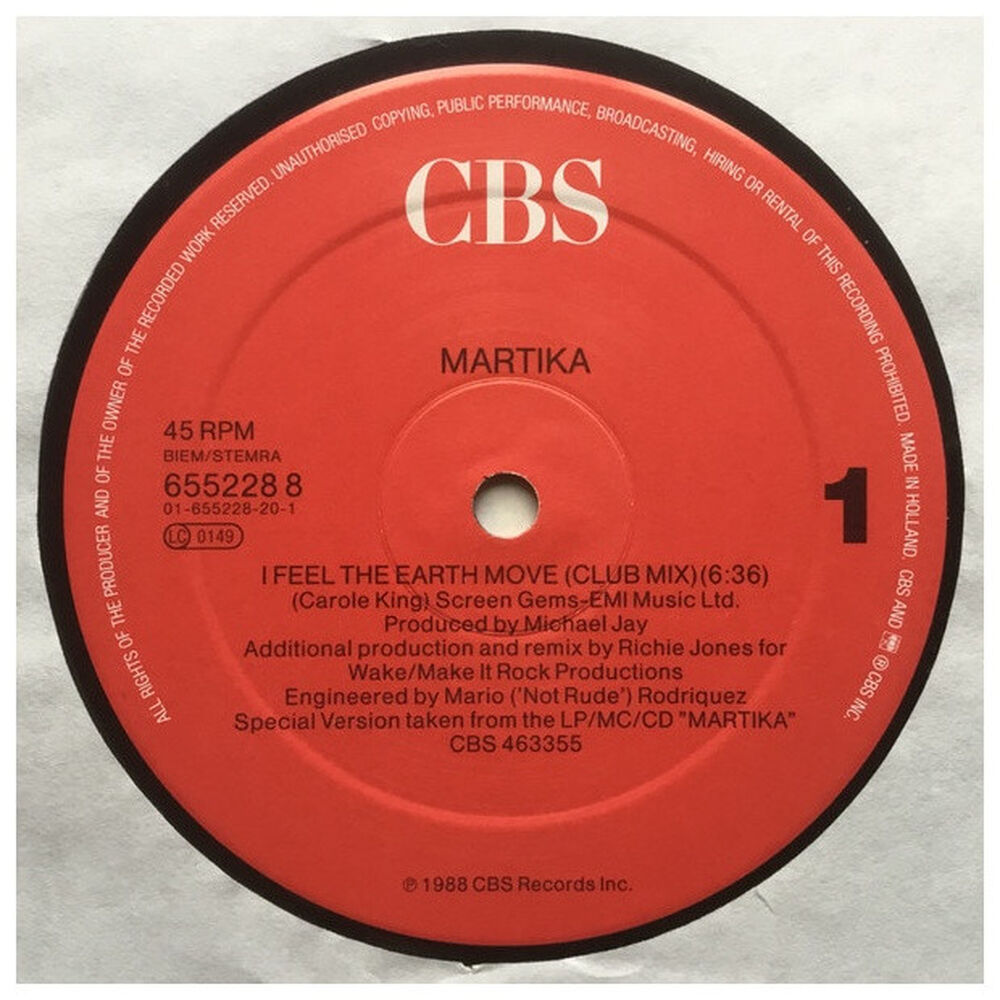 ALL RIGHTS OF THE PRODUCER AND OF THE OWNER OF THE RECORDED WORK RESERVED. UNAUTHORISED COPYING, PUBLIC PERFORMANCE, BROADCASTING, HIRING OR RENTAL OF THIS RECORDING PROHIBITED. MADE IN HOLLAND. CBS AND CBS ® CBS INC.
CBS
MARTIKA
45 RPM
BIEM/STEMRA
655228 8
01-655228-20-1
LC 0149
1
I FEEL THE EARTH MOVE (CLUB MIX)(6:36)
(Carole King) Screen Gems-EMI Music Ltd.
Produced by Michael Jay
Additional production and remix by Richie Jones for
Wake/Make It Rock Productions
Engineered by Mario ('Not Rude') Rodriquez
Special Version taken from the LP/MC/CD "MARTIKA"
CBS 463355
℗ 1988 CBS Records Inc.